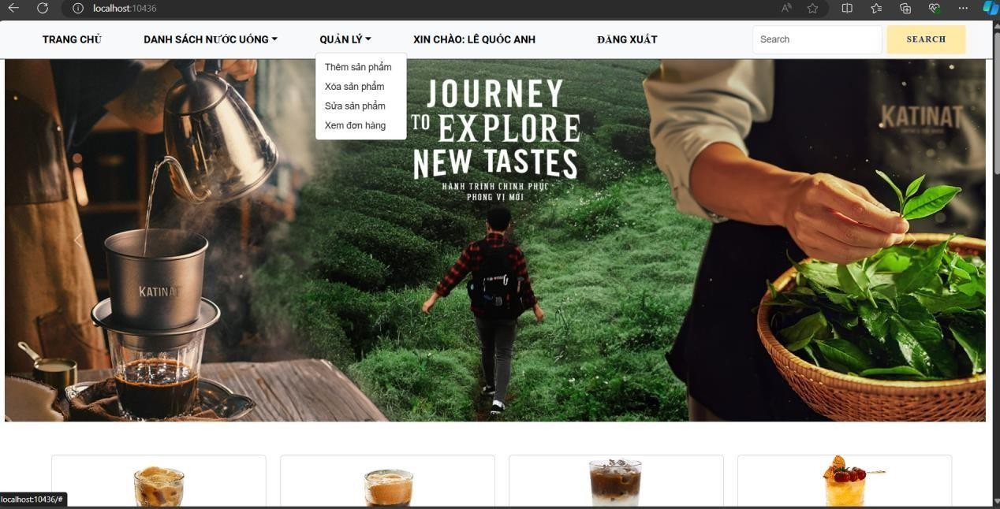 localhost:10436
TRANG CHỦ
DANH SÁCH NƯỚC UỐNG
QUẢN LÝ
XIN CHÀO: LÊ QUỐC ANH
ĐĂNG XUẤT
Search
SEARCH
Thêm sản phẩm
Xóa sản phẩm
Sửa sản phẩm
Xem đơn hàng
JOURNEY
TO EXPLORE
NEW TASTES
HÀNH TRÌNH CHINH PHỤC
PHONG VỊ MỚI
KATINAT
KATINAT
localhost:10436/#